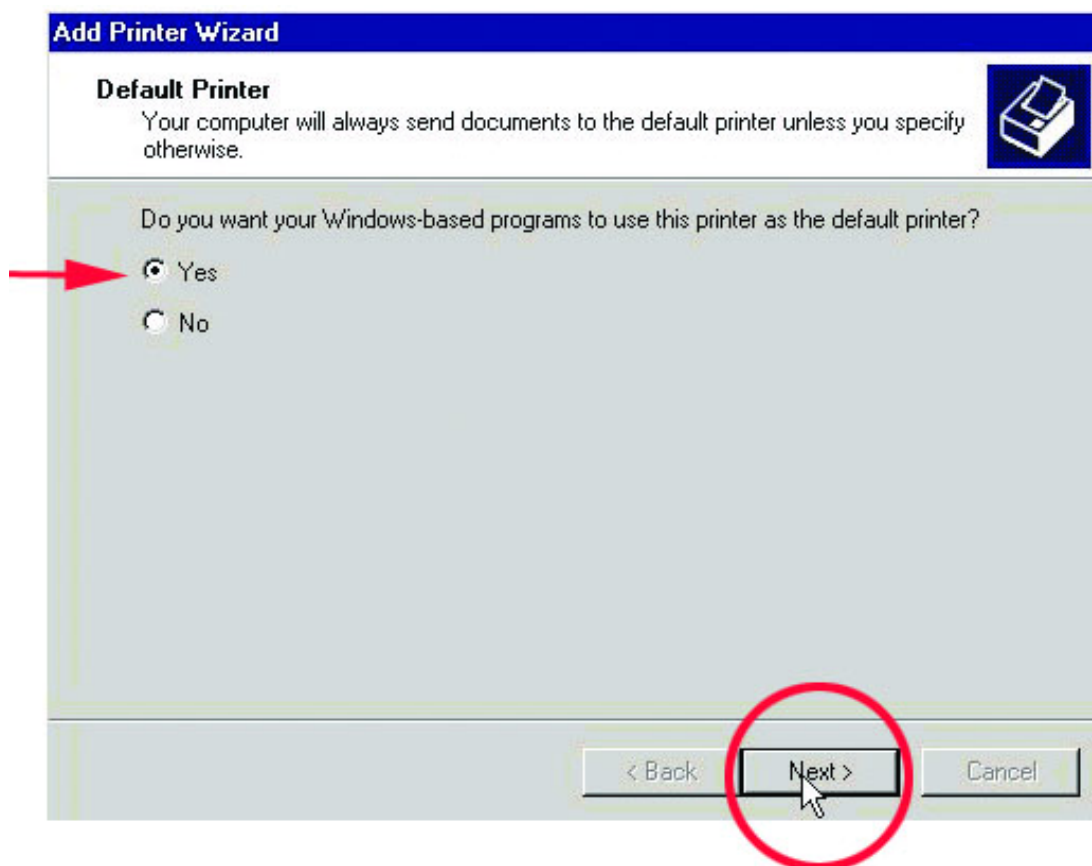 Add Printer Wizard
Default Printer
Your computer will always send documents to the default printer unless you specify
otherwise.
Do you want your Windows-based programs to use this printer as the default printer?
Yes
No
< Back
Next >
Cancel